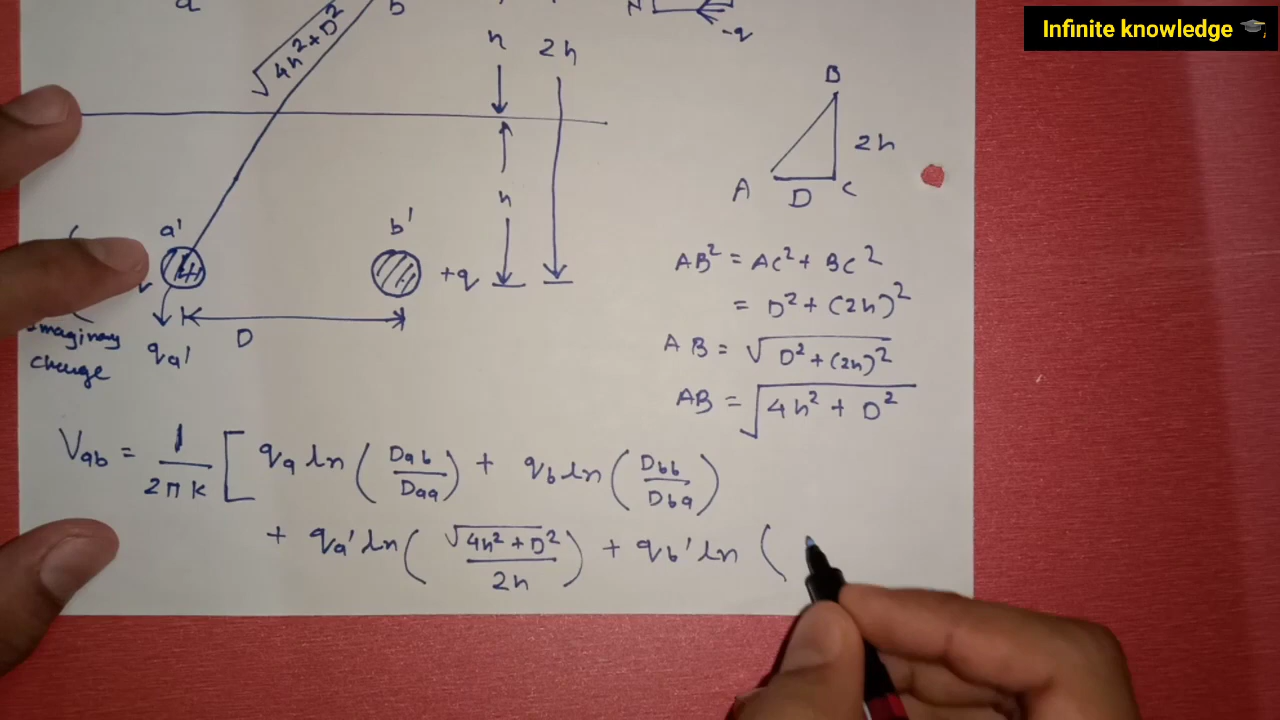 Infinite knowledge 🎓
a
b
√4h²+D²
h
2h
N
-q
B
2h
A
D
C
h
a'
b'
+q
D
qa'
imaginary
charge
AB² = AC² + BC²
= D² + (2h)²
AB = √D² + (2h)²
AB = √4h² + D²
Vab = 1/2πk [ qa ln (Dab/Daa) + qb ln (Dbb/Dba)
+ qa' ln (√4h² + D²/2h) + qb' ln (